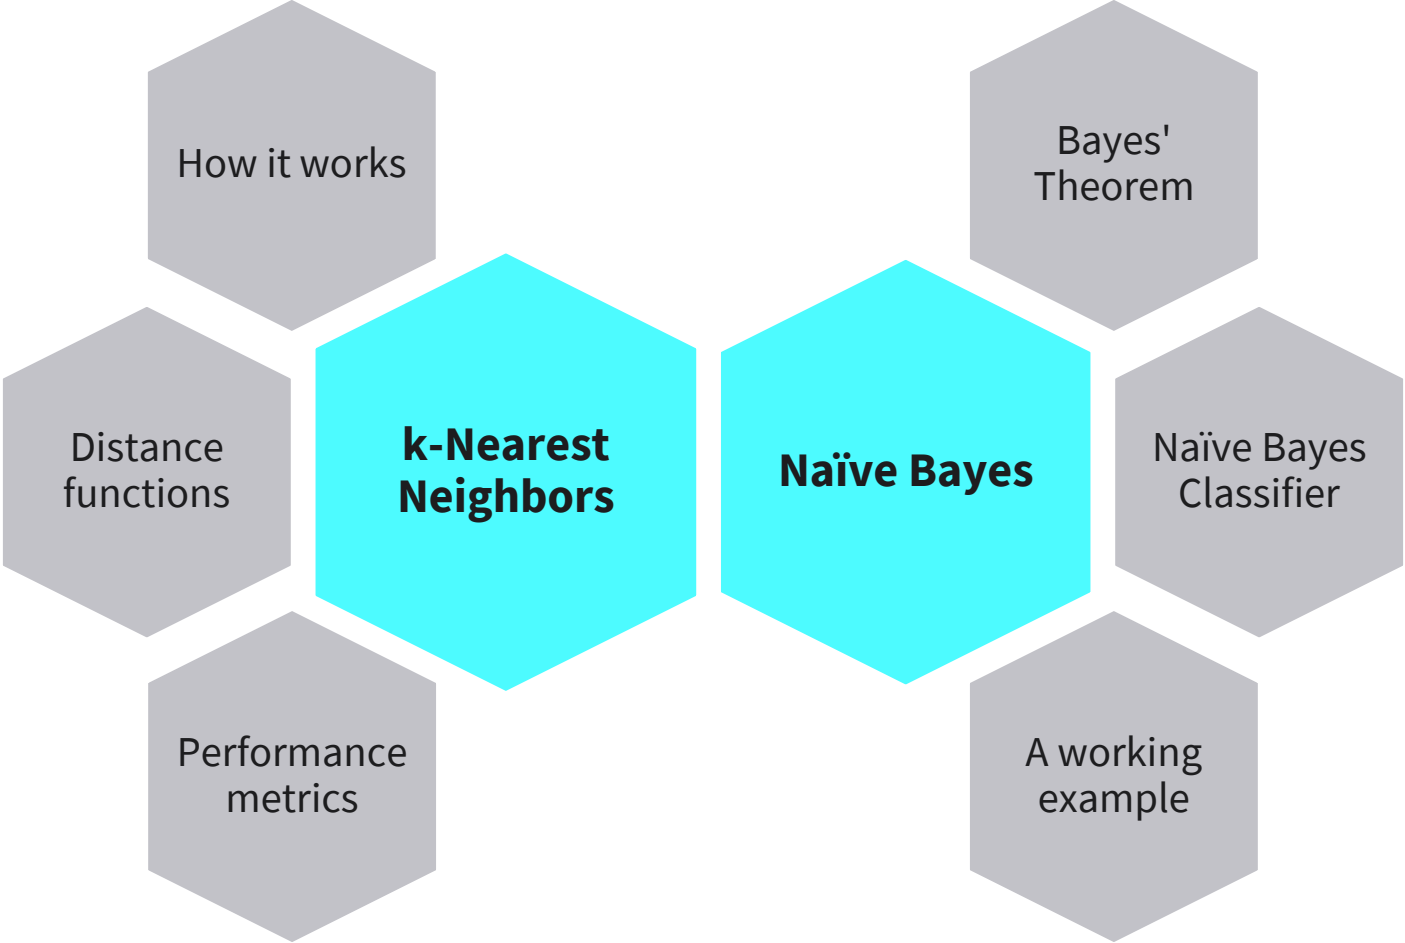 How it works
Distance
functions
Performance
metrics
k-Nearest
Neighbors
Naïve Bayes
Bayes'
Theorem
Naïve Bayes
Classifier
A working
example